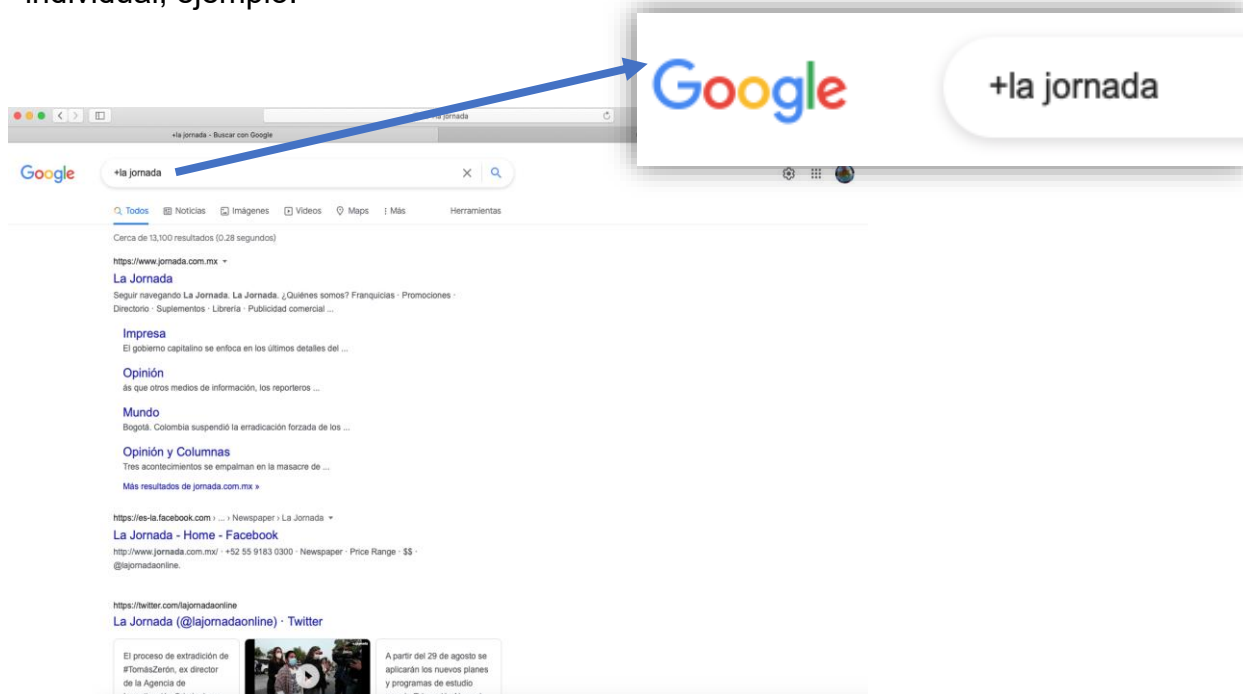 individual, ejemplo:
Google +la jornada
la jornada
+la jornada - Buscar con Google
Google +la jornada
Todos Noticias Imágenes Videos Maps Más Herramientas
Cerca de 13,100 resultados (0.28 segundos)
https://www.jornada.com.mx
La Jornada
Seguir navegando La Jornada. La Jornada. ¿Quiénes somos? Franquicias · Promociones ·
Directorio · Suplementos · Librería · Publicidad comercial ...
Impresa
El gobierno capitalino se enfoca en los últimos detalles del ...
Opinión
ás que otros medios de información, los reporteros ...
Mundo
Bogotá. Colombia suspendió la erradicación forzada de los ...
Opinión y Columnas
Tres acontecimientos se empalman en la masacre de ...
Más resultados de jornada.com.mx »
https://es-la.facebook.com › ... › Newspaper › La Jornada
La Jornada - Home - Facebook
http://www.jornada.com.mx/ · +52 55 9183 0300 · Newspaper · Price Range · $$ ·
@lajornadaonline.
https://twitter.com/lajornadaonline
La Jornada (@lajornadaonline) · Twitter
El proceso de extradición de
#TomásZerón, ex director
de la Agencia de
A partir del 29 de agosto se
aplicarán los nuevos planes
y programas de estudio